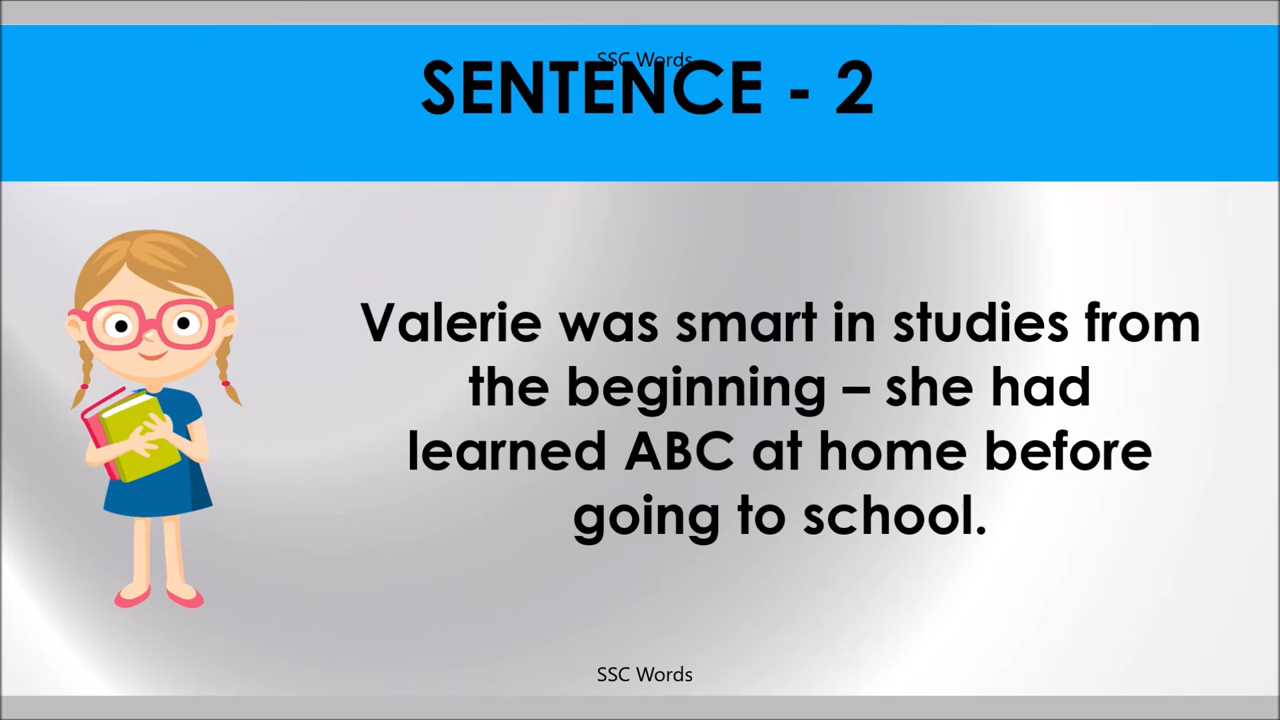 SSC Words
SENTENCE - 2
Valerie was smart in studies from
the beginning – she had
learned ABC at home before
going to school.
SSC Words